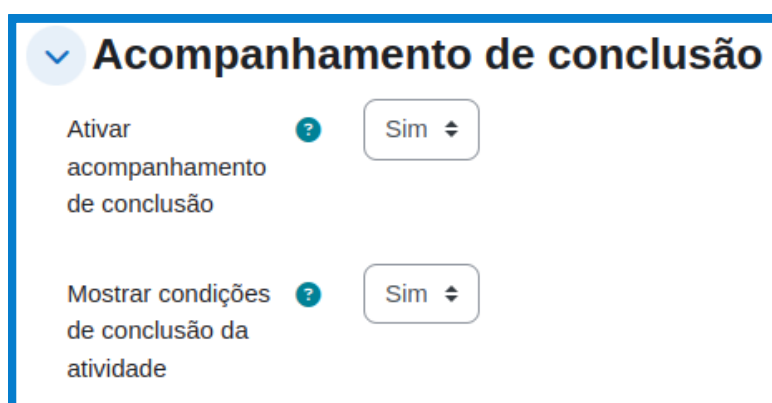 Acompanhamento de conclusão
Ativar
acompanhamento
de conclusão
?
Sim
Mostrar condições
de conclusão da
atividade
?
Sim